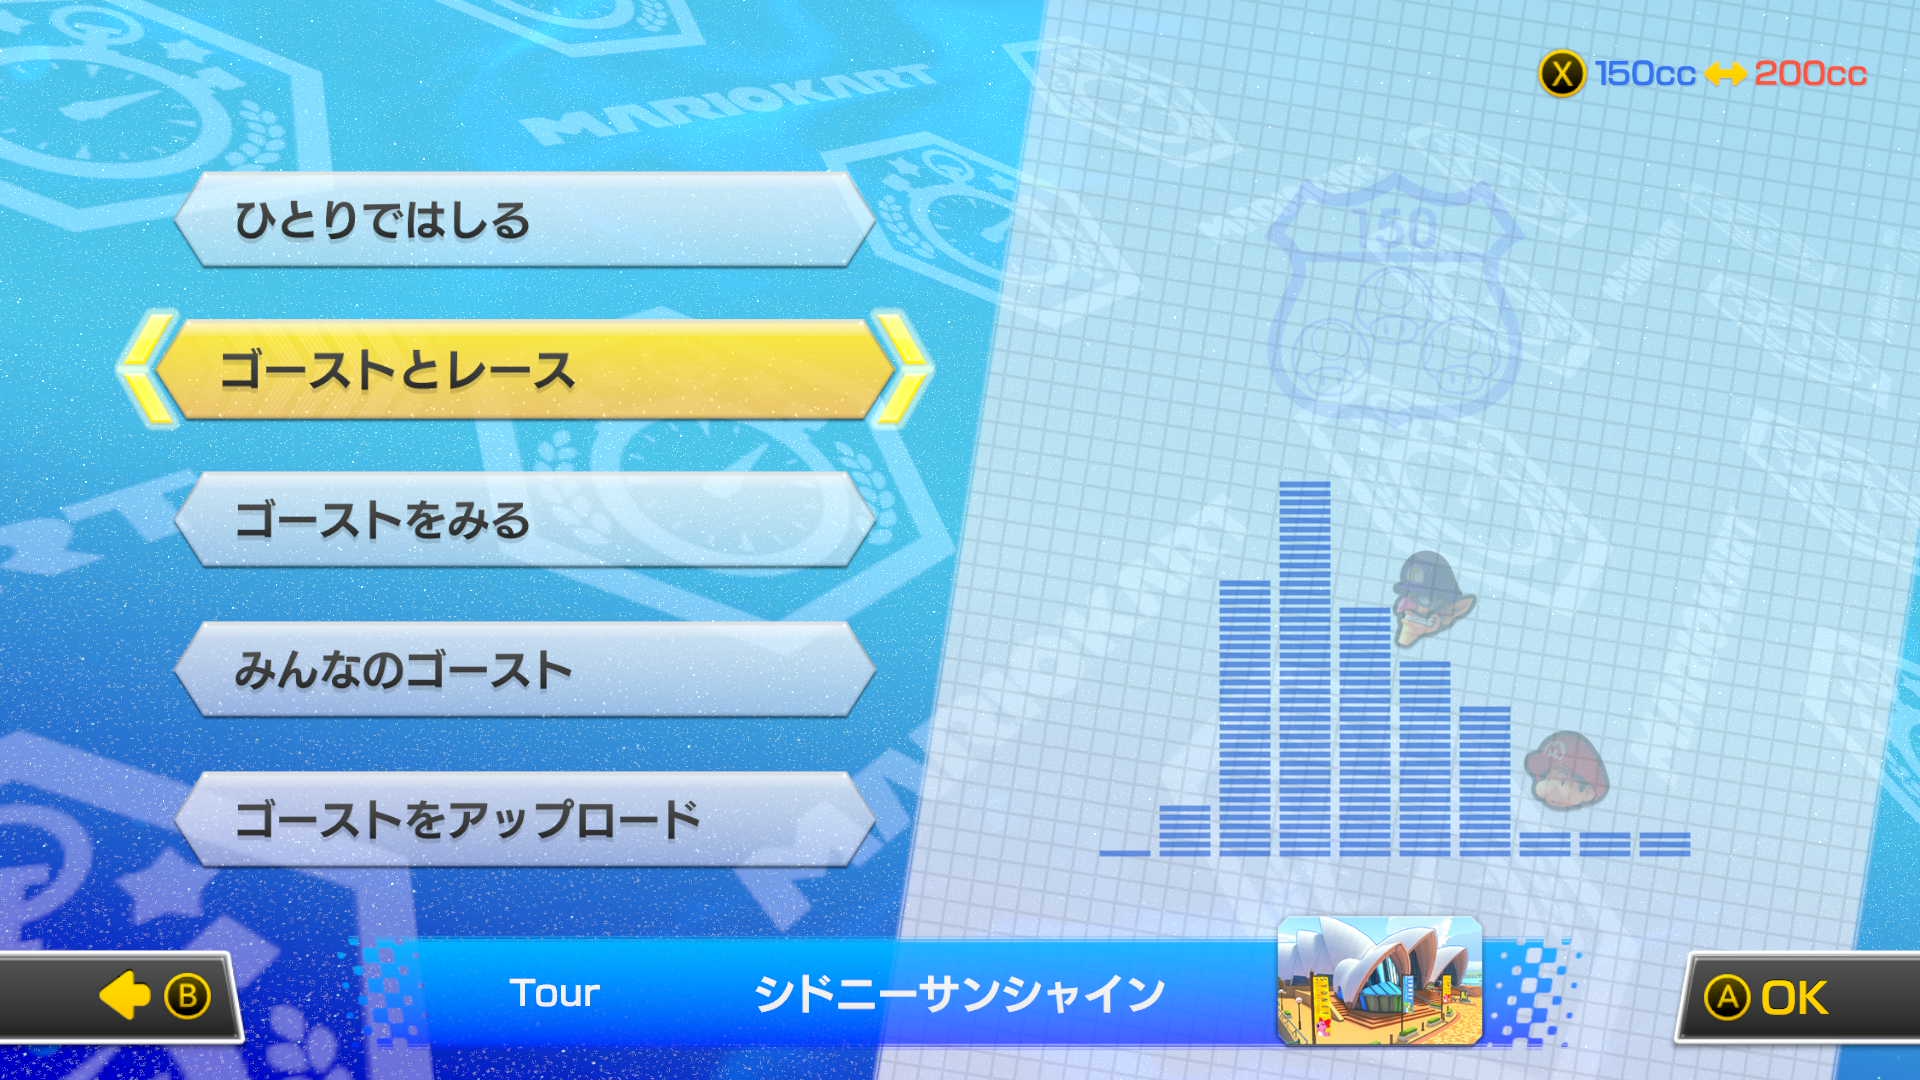 MARIOKART
X 150cc ↔ 200cc
150
ひとりではしる
ゴーストとレース
ゴーストをみる
みんなのゴースト
ゴーストをアップロード
B
Tour シドニーサンシャイン
A OK